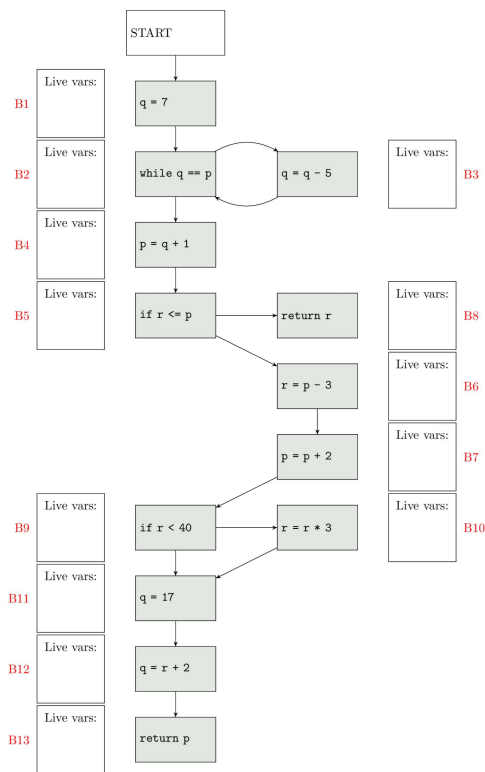 START
Live vars:
B1
q = 7
Live vars:
B2
while q == p
q = q - 5
B3
Live vars:
B4
p = q + 1
Live vars:
B5
if r <= p
return r
Live vars:
B8
r = p - 3
Live vars:
B6
p = p + 2
Live vars:
B7
Live vars:
B9
if r < 40
r = r * 3
Live vars:
B10
Live vars:
B11
q = 17
Live vars:
B12
q = r + 2
Live vars:
B13
return p